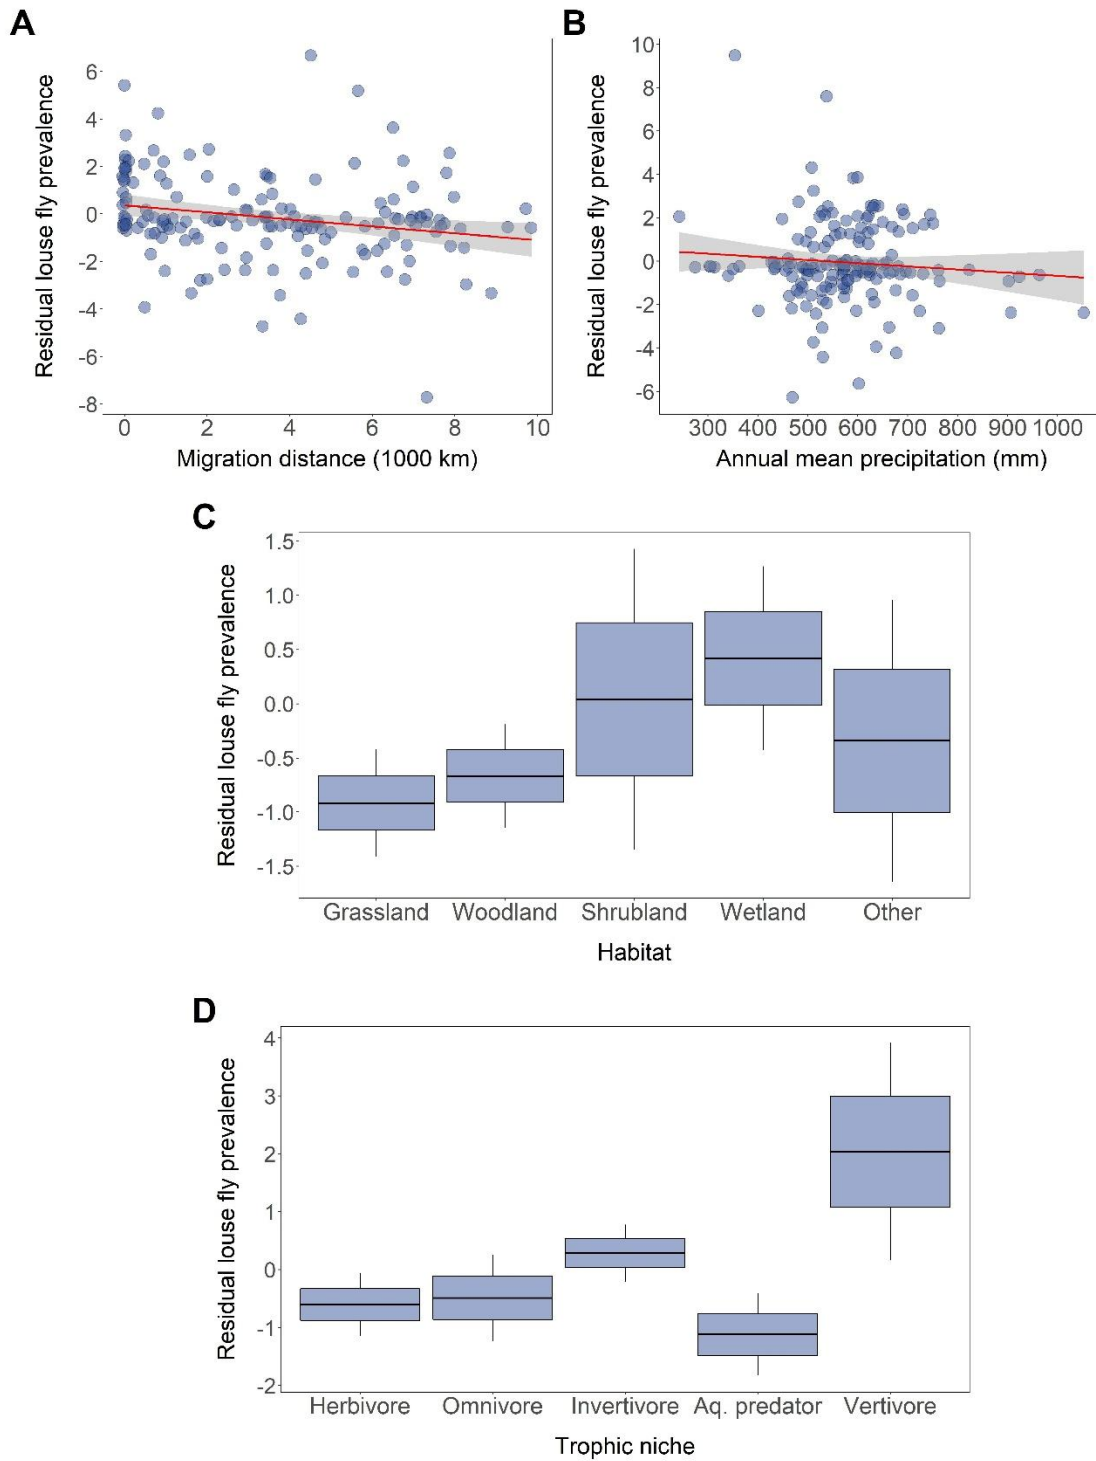 A
Residual louse fly prevalence
6
4
2
0
-2
-4
-6
-8
0 2 4 6 8 10
Migration distance (1000 km)
B
Residual louse fly prevalence
10
8
6
4
2
0
-2
-4
-6
300 400 500 600 700 800 900 1000
Annual mean precipitation (mm)
C
Residual louse fly prevalence
1.5
1.0
0.5
0.0
-0.5
-1.0
-1.5
Grassland Woodland Shrubland Wetland Other
Habitat
D
Residual louse fly prevalence
4
3
2
1
0
-1
-2
Herbivore Omnivore Invertivore Aq. predator Vertivore
Trophic niche